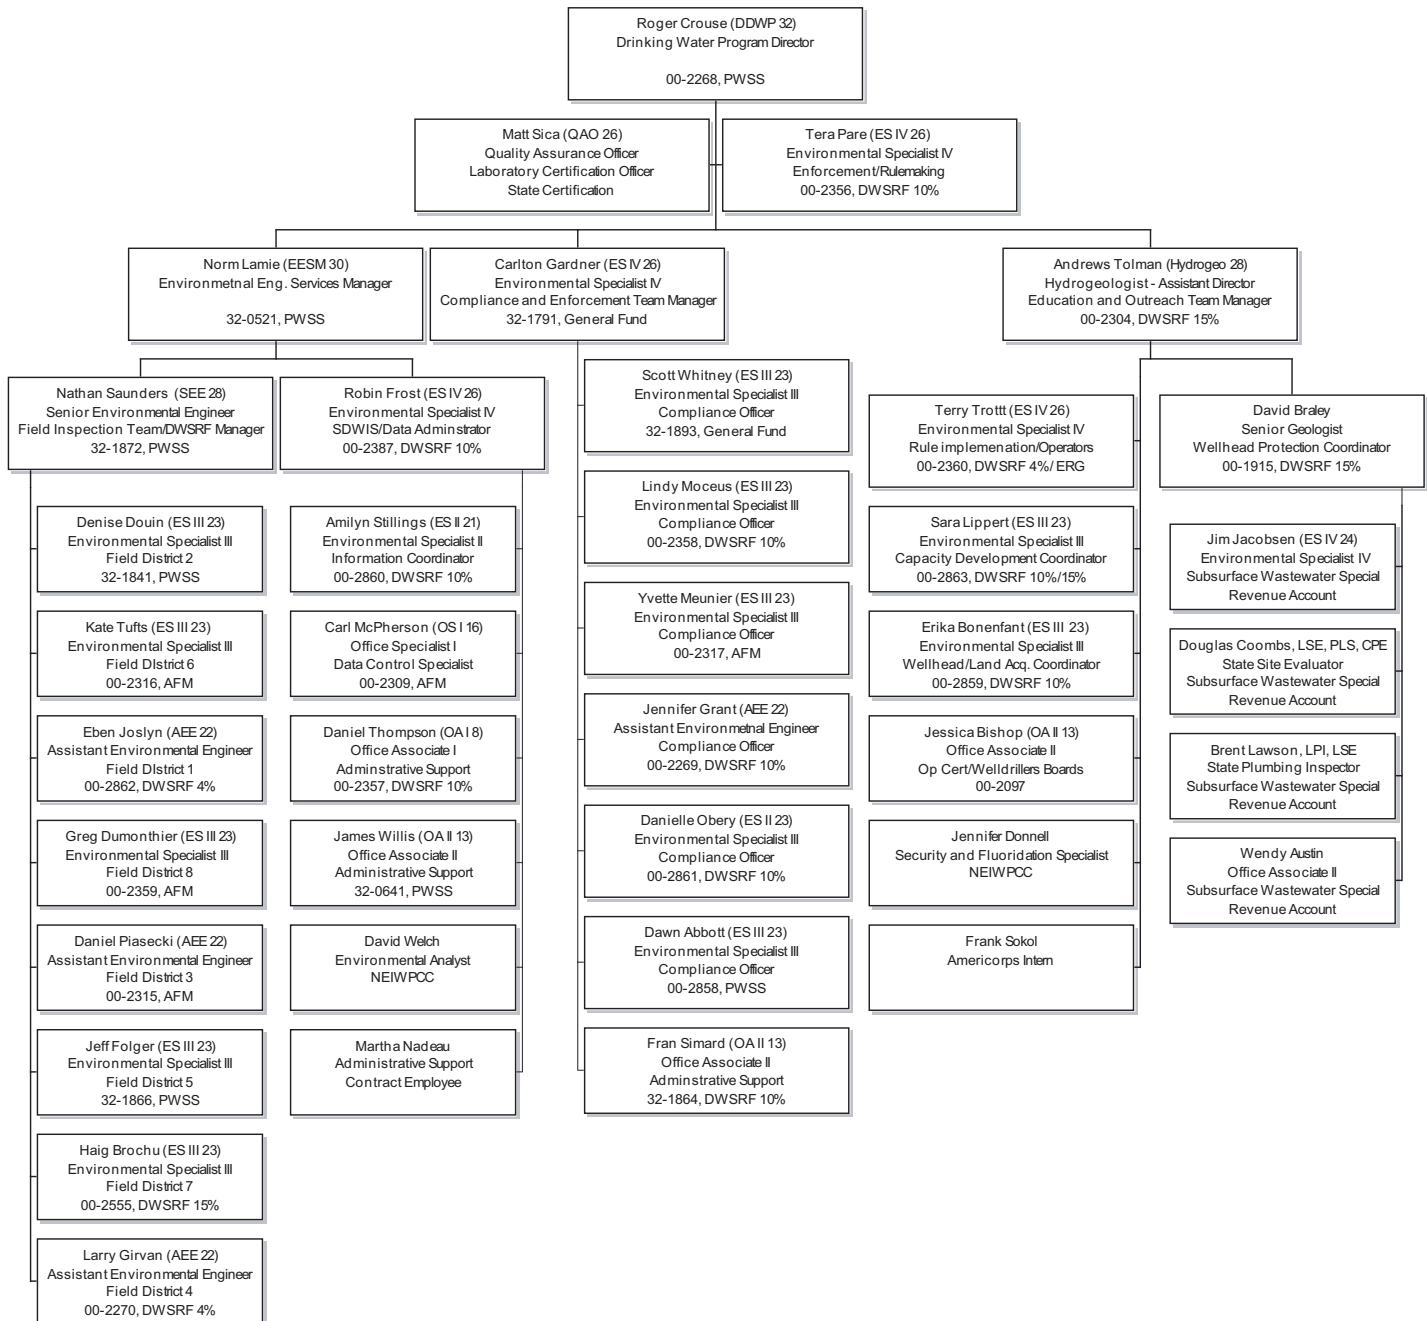 Roger Crouse (DDWP 32)
Drinking Water Program Director
00-2268, PWSS
Matt Sica (QAO 26)
Quality Assurance Officer
Laboratory Certification Officer
State Certification
Tera Pare (ES IV 26)
Environmental Specialist IV
Enforcement/Rulemaking
00-2356, DWSRF 10%
Norm Lamie (EESM 30)
Environmetnal Eng. Services Manager
32-0521, PWSS
Carlton Gardner (ES IV 26)
Environmental Specialist IV
Compliance and Enforcement Team Manager
32-1791, General Fund
Andrews Tolman (Hydrogeo 28)
Hydrogeologist - Assistant Director
Education and Outreach Team Manager
00-2304, DWSRF 15%
Nathan Saunders (SEE 28)
Senior Environmental Engineer
Field Inspection Team/DWSRF Manager
32-1872, PWSS
Denise Douin (ES III 23)
Environmental Specialist III
Field District 2
32-1841, PWSS
Kate Tufts (ES III 23)
Environmental Specialist III
Field DIstrict 6
00-2316, AFM
Eben Joslyn (AEE 22)
Assistant Environmental Engineer
Field DIstrict 1
00-2862, DWSRF 4%
Greg Dumonthier (ES III 23)
Environmental Specialist III
Field District 8
00-2359, AFM
Daniel Piasecki (AEE 22)
Assistant Environmental Engineer
Field District 3
00-2315, AFM
Jeff Folger (ES III 23)
Environmental Specialist III
Field District 5
32-1866, PWSS
Haig Brochu (ES III 23)
Environmental Specialist III
Field District 7
00-2555, DWSRF 15%
Larry Girvan (AEE 22)
Assistant Environmental Engineer
Field District 4
00-2270, DWSRF 4%
Robin Frost (ES IV 26)
Environmental Specialist IV
SDWIS/Data Adminstrator
00-2387, DWSRF 10%
Amilyn Stillings (ES II 21)
Environmental Specialist II
Information Coordinator
00-2860, DWSRF 10%
Carl McPherson (OS I 16)
Office Specialist I
Data Control Specialist
00-2309, AFM
Daniel Thompson (OA I 8)
Office Associate I
Adminstrative Support
00-2357, DWSRF 10%
James Willis (OA II 13)
Office Associate II
Administrative Support
32-0641, PWSS
David Welch
Environmental Analyst
NEIWPCC
Martha Nadeau
Administrative Support
Contract Employee
Scott Whitney (ES III 23)
Environmental Specialist III
Compliance Officer
32-1893, General Fund
Lindy Moceus (ES III 23)
Environmental Specialist III
Compliance Officer
00-2358, DWSRF 10%
Yvette Meunier (ES III 23)
Environmental Specialist III
Compliance Officer
00-2317, AFM
Jennifer Grant (AEE 22)
Assistant Environmetnal Engineer
Compliance Officer
00-2269, DWSRF 10%
Danielle Obery (ES II 23)
Environmental Specialist III
Compliance Officer
00-2861, DWSRF 10%
Dawn Abbott (ES III 23)
Environmental Specialist III
Compliance Officer
00-2858, PWSS
Fran Simard (OA II 13)
Office Associate II
Adminstrative Support
32-1864, DWSRF 10%
Terry Trottt (ES IV 26)
Environmental Specialist IV
Rule implemenation/Operators
00-2360, DWSRF 4%/ ERG
Sara Lippert (ES III 23)
Environmental Specialist III
Capacity Development Coordinator
00-2863, DWSRF 10%/15%
Erika Bonenfant (ES III 23)
Environmental Specialist III
Wellhead/Land Acq. Coordinator
00-2859, DWSRF 10%
Jessica Bishop (OA II 13)
Office Associate II
Op Cert/Welldrillers Boards
00-2097
Jennifer Donnell
Security and Fluoridation Specialist
NEIWPCC
Frank Sokol
Americorps Intern
David Braley
Senior Geologist
Wellhead Protection Coordinator
00-1915, DWSRF 15%
Jim Jacobsen (ES IV 24)
Environmental Specialist IV
Subsurface Wastewater Special
Revenue Account
Douglas Coombs, LSE, PLS, CPE
State Site Evaluator
Subsurface Wastewater Special
Revenue Account
Brent Lawson, LPI, LSE
State Plumbing Inspector
Subsurface Wastewater Special
Revenue Account
Wendy Austin
Office Associate II
Subsurface Wastewater Special
Revenue Account